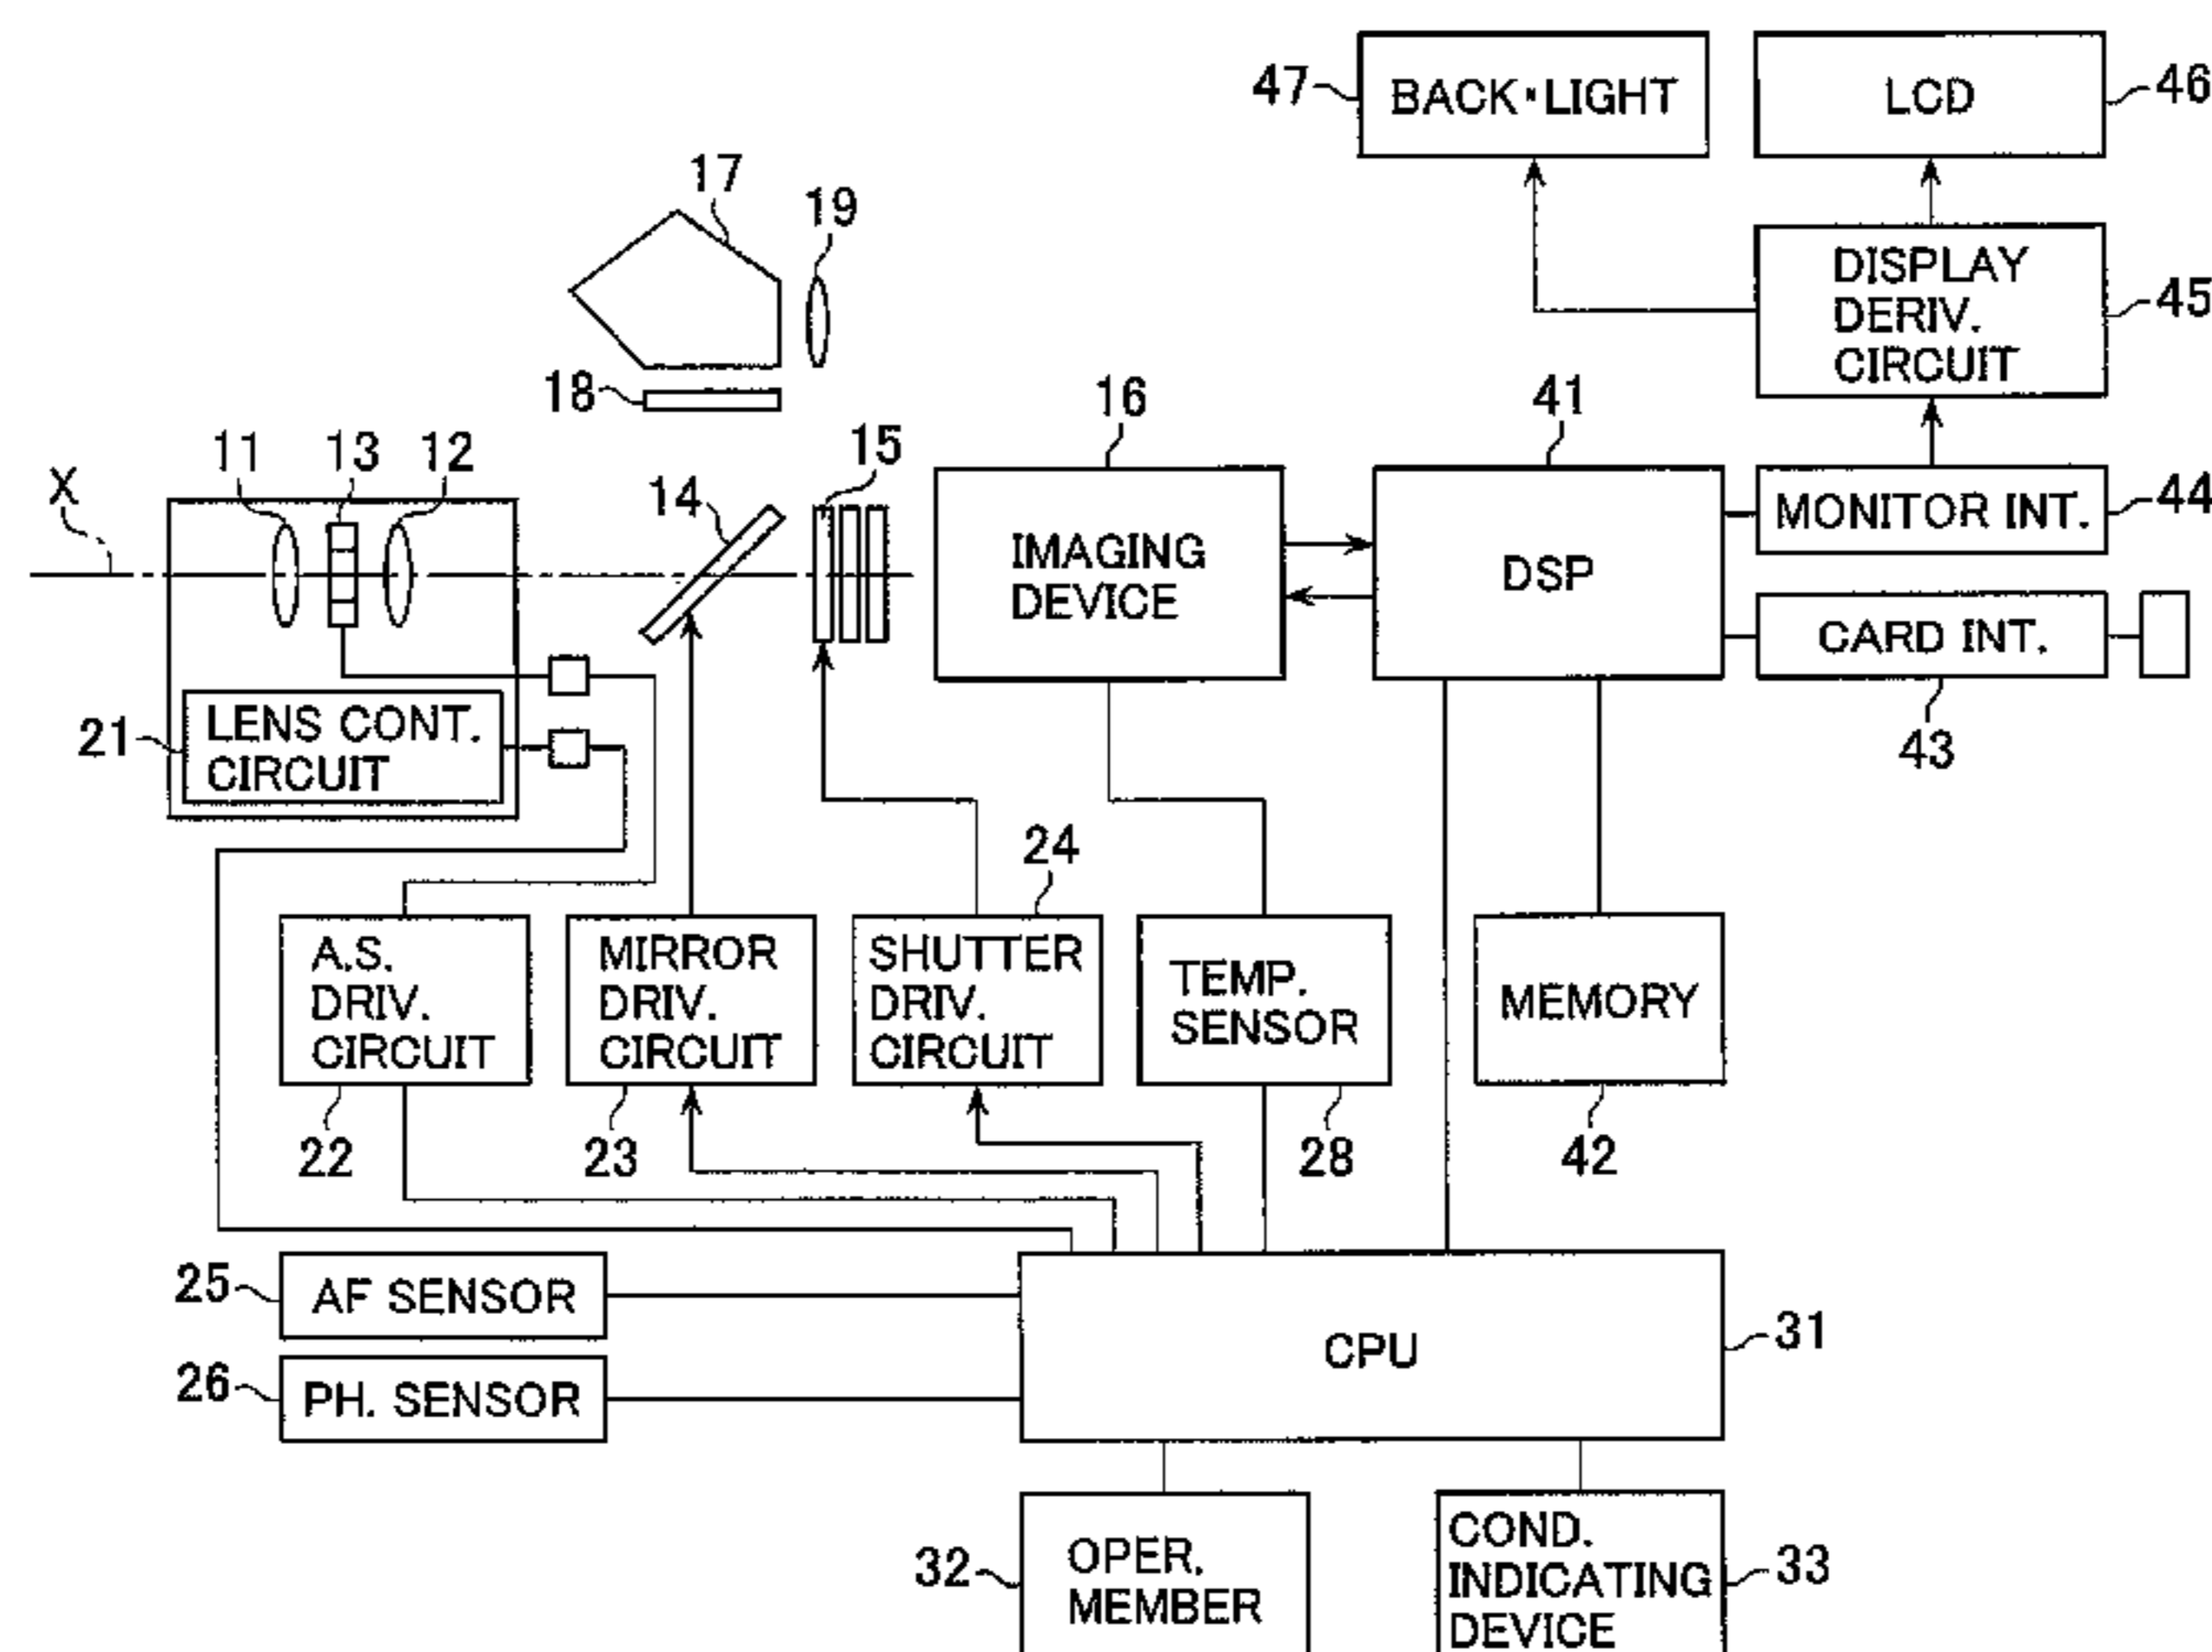 47
BACK·LIGHT
LCD
46
17
19
DISPLAY
DERIV.
CIRCUIT
45
18
16
41
11
13
12
15
X
14
IMAGING
DEVICE
DSP
MONITOR INT.
44
CARD INT.
43
21
LENS CONT.
CIRCUIT
24
A.S.
DRIV.
CIRCUIT
MIRROR
DRIV.
CIRCUIT
SHUTTER
DRIV.
CIRCUIT
TEMP.
SENSOR
MEMORY
22
23
28
42
25
AF SENSOR
CPU
31
26
PH. SENSOR
32
OPER.
MEMBER
COND.
INDICATING
DEVICE
33